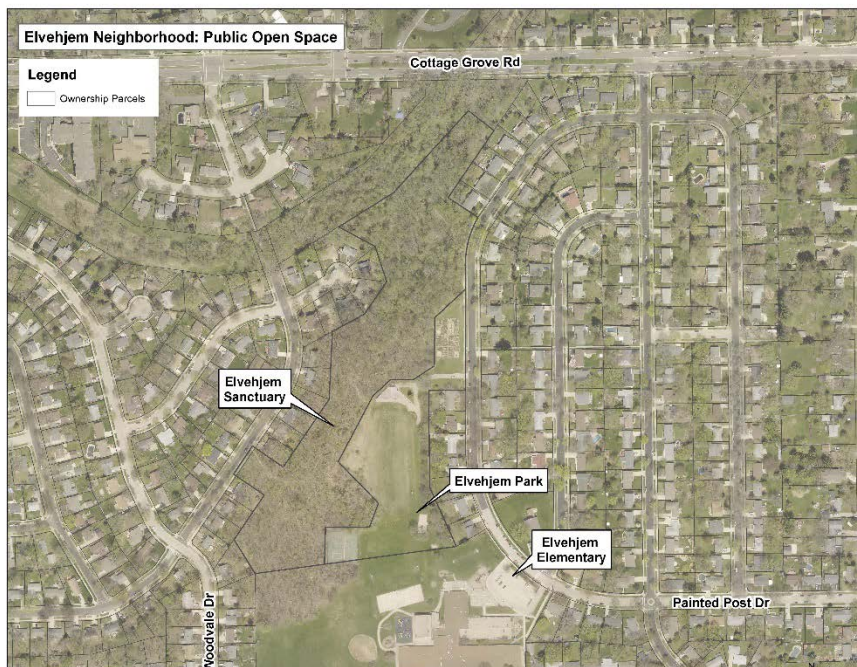 Elvehjem Neighborhood: Public Open Space
Legend
Ownership Parcels
Cottage Grove Rd
Elvehjem
Sanctuary
Elvehjem Park
Elvehjem
Elementary
Painted Post Dr
Woodvale Dr